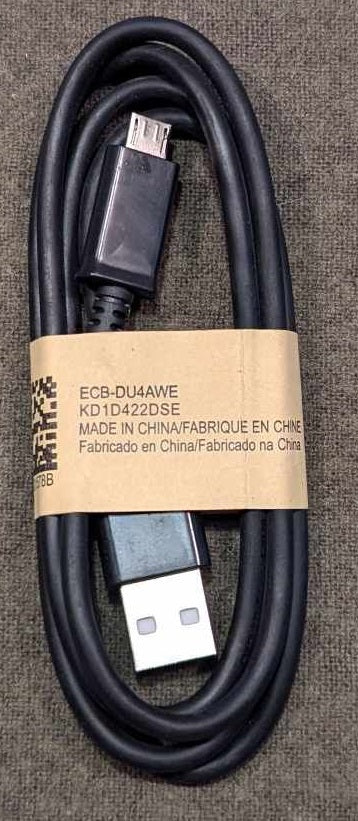 ECB-DU4AWE
KD1D422DSE
MADE IN CHINA/FABRIQUE EN CHINE
Fabricado en China/Fabricado na China